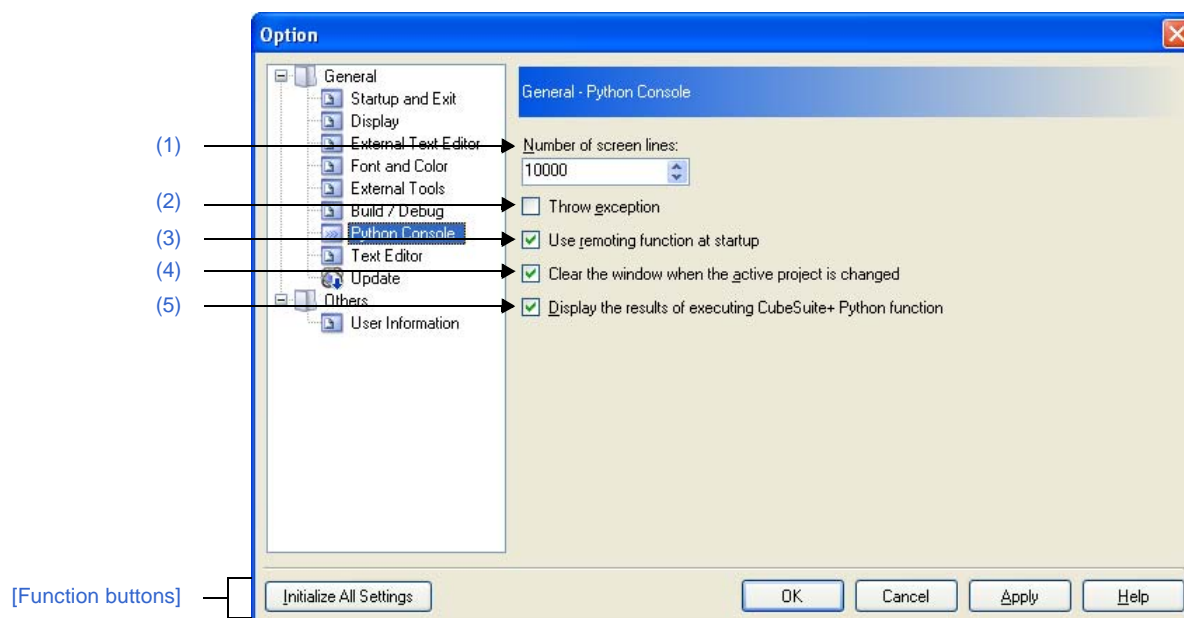 Option
General
Startup and Exit
Display
External Text Editor
Font and Color
External Tools
Build / Debug
Python Console
Text Editor
Update
Others
User Information
General - Python Console
(1)
Number of screen lines:
10000
(2)
Throw exception
(3)
Use remoting function at startup
(4)
Clear the window when the active project is changed
(5)
Display the results of executing CubeSuite+ Python function
[Function buttons]
Initialize All Settings
OK
Cancel
Apply
Help